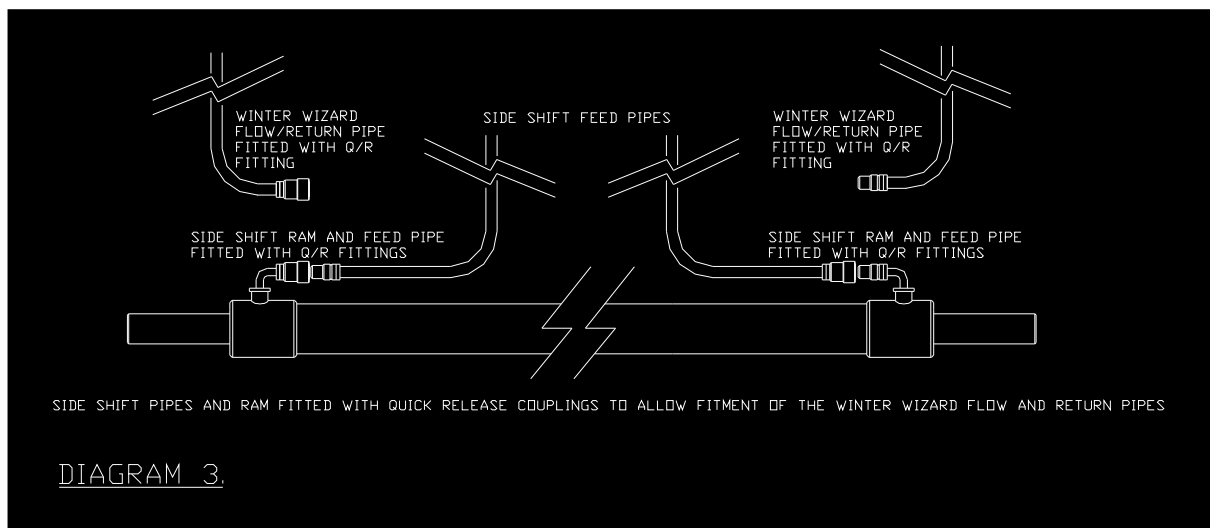 WINTER WIZARD
FLOW/RETURN PIPE
FITTED WITH Q/R
FITTING
SIDE SHIFT FEED PIPES
WINTER WIZARD
FLOW/RETURN PIPE
FITTED WITH Q/R
FITTING
SIDE SHIFT RAM AND FEED PIPE
FITTED WITH Q/R FITTINGS
SIDE SHIFT RAM AND FEED PIPE
FITTED WITH Q/R FITTINGS
SIDE SHIFT PIPES AND RAM FITTED WITH QUICK RELEASE COUPLINGS TO ALLOW FITMENT OF THE WINTER WIZARD FLOW AND RETURN PIPES
DIAGRAM 3.